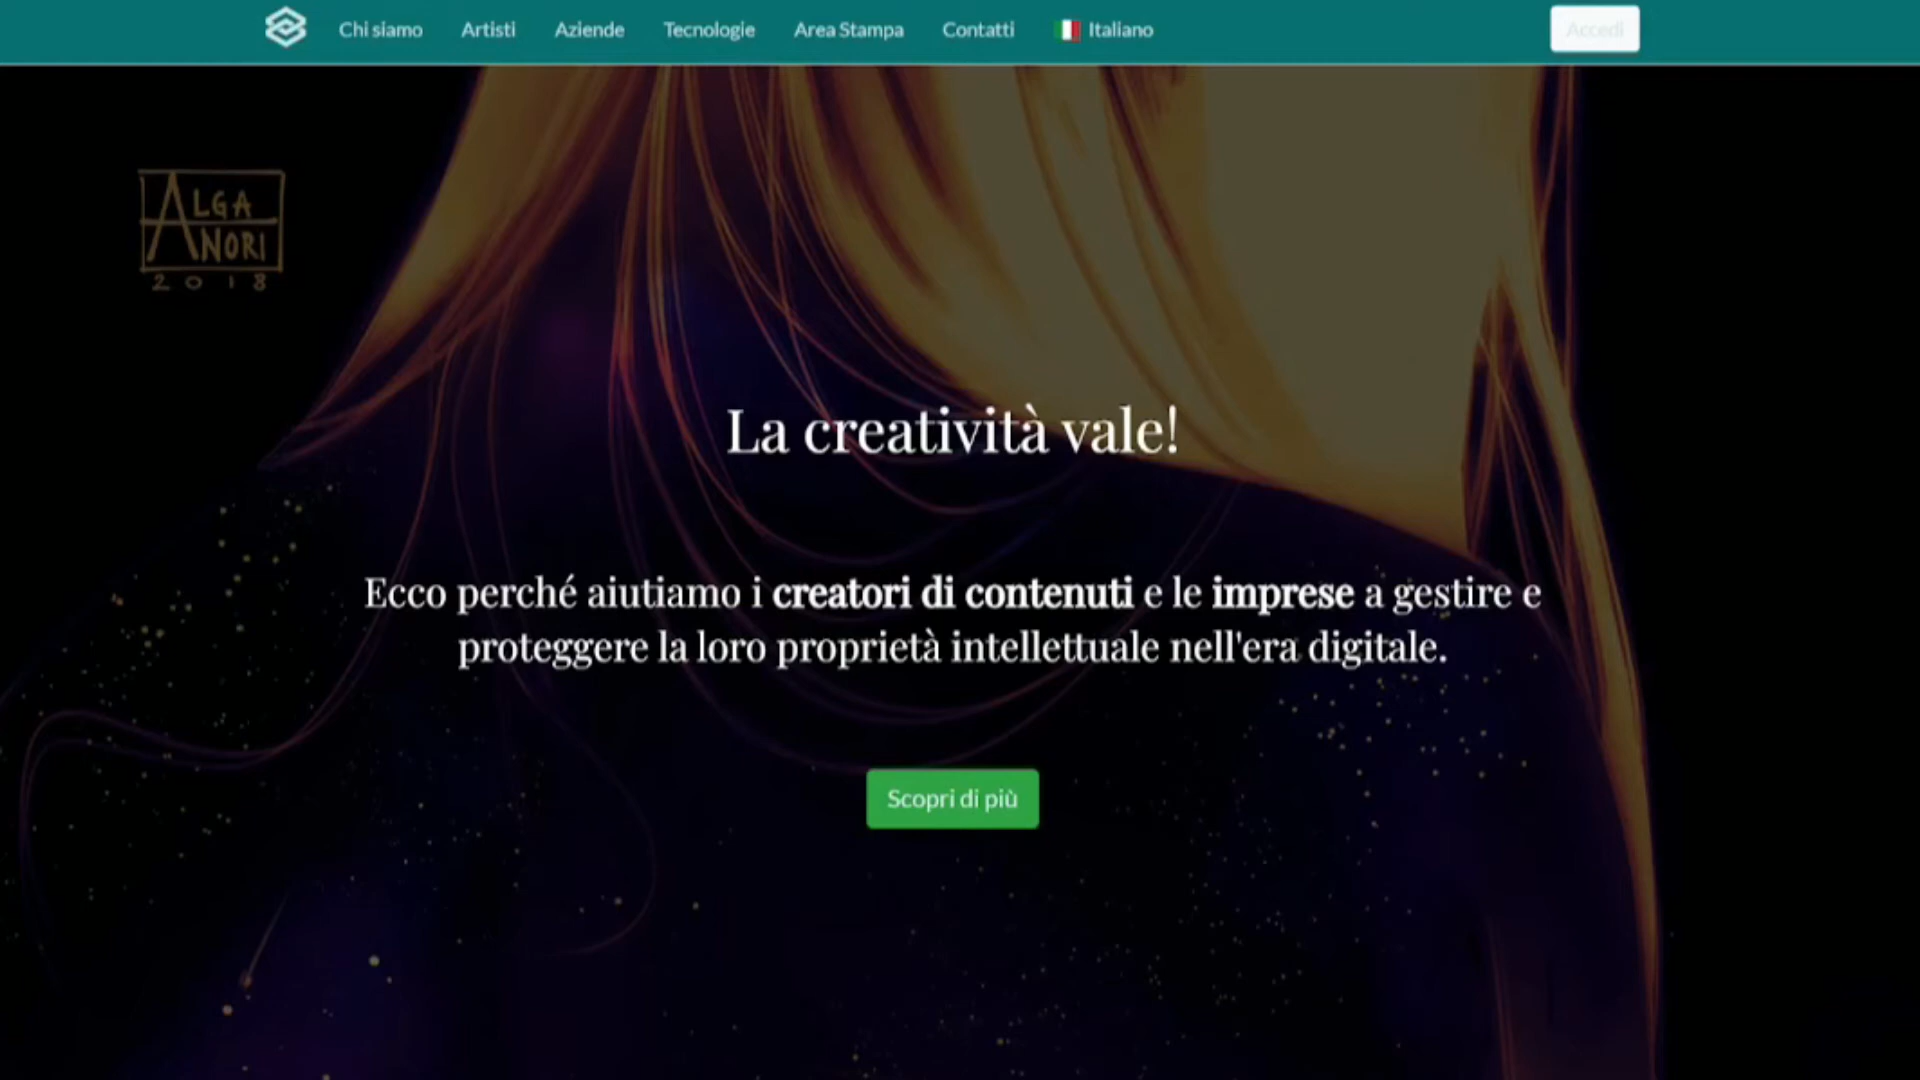 Chi siamo Artisti Aziende Tecnologie Area Stampa Contatti Italiano Accedi
ALGA
ANORI
2018
La creatività vale!
Ecco perché aiutiamo i creatori di contenuti e le imprese a gestire e
proteggere la loro proprietà intellettuale nell'era digitale.
Scopri di più